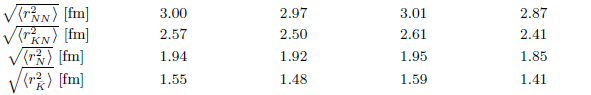 √⟨r²_NN⟩ [fm] 3.00 2.97 3.01 2.87
√⟨r²_KN⟩ [fm] 2.57 2.50 2.61 2.41
√⟨r²_N⟩ [fm] 1.94 1.92 1.95 1.85
√⟨r²_K⟩ [fm] 1.55 1.48 1.59 1.41